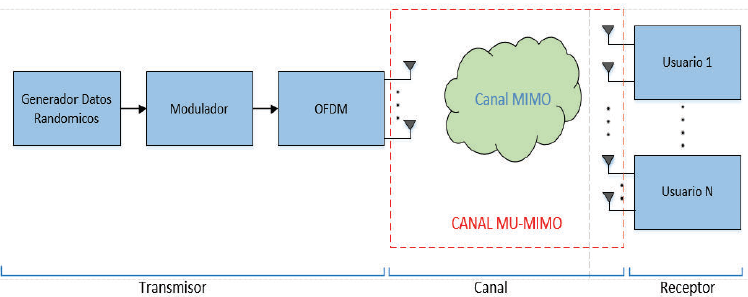 Generador Datos
Randomicos
Modulador
OFDM
Canal MIMO
CANAL MU-MIMO
Usuario 1
Usuario N
Transmisor
Canal
Receptor